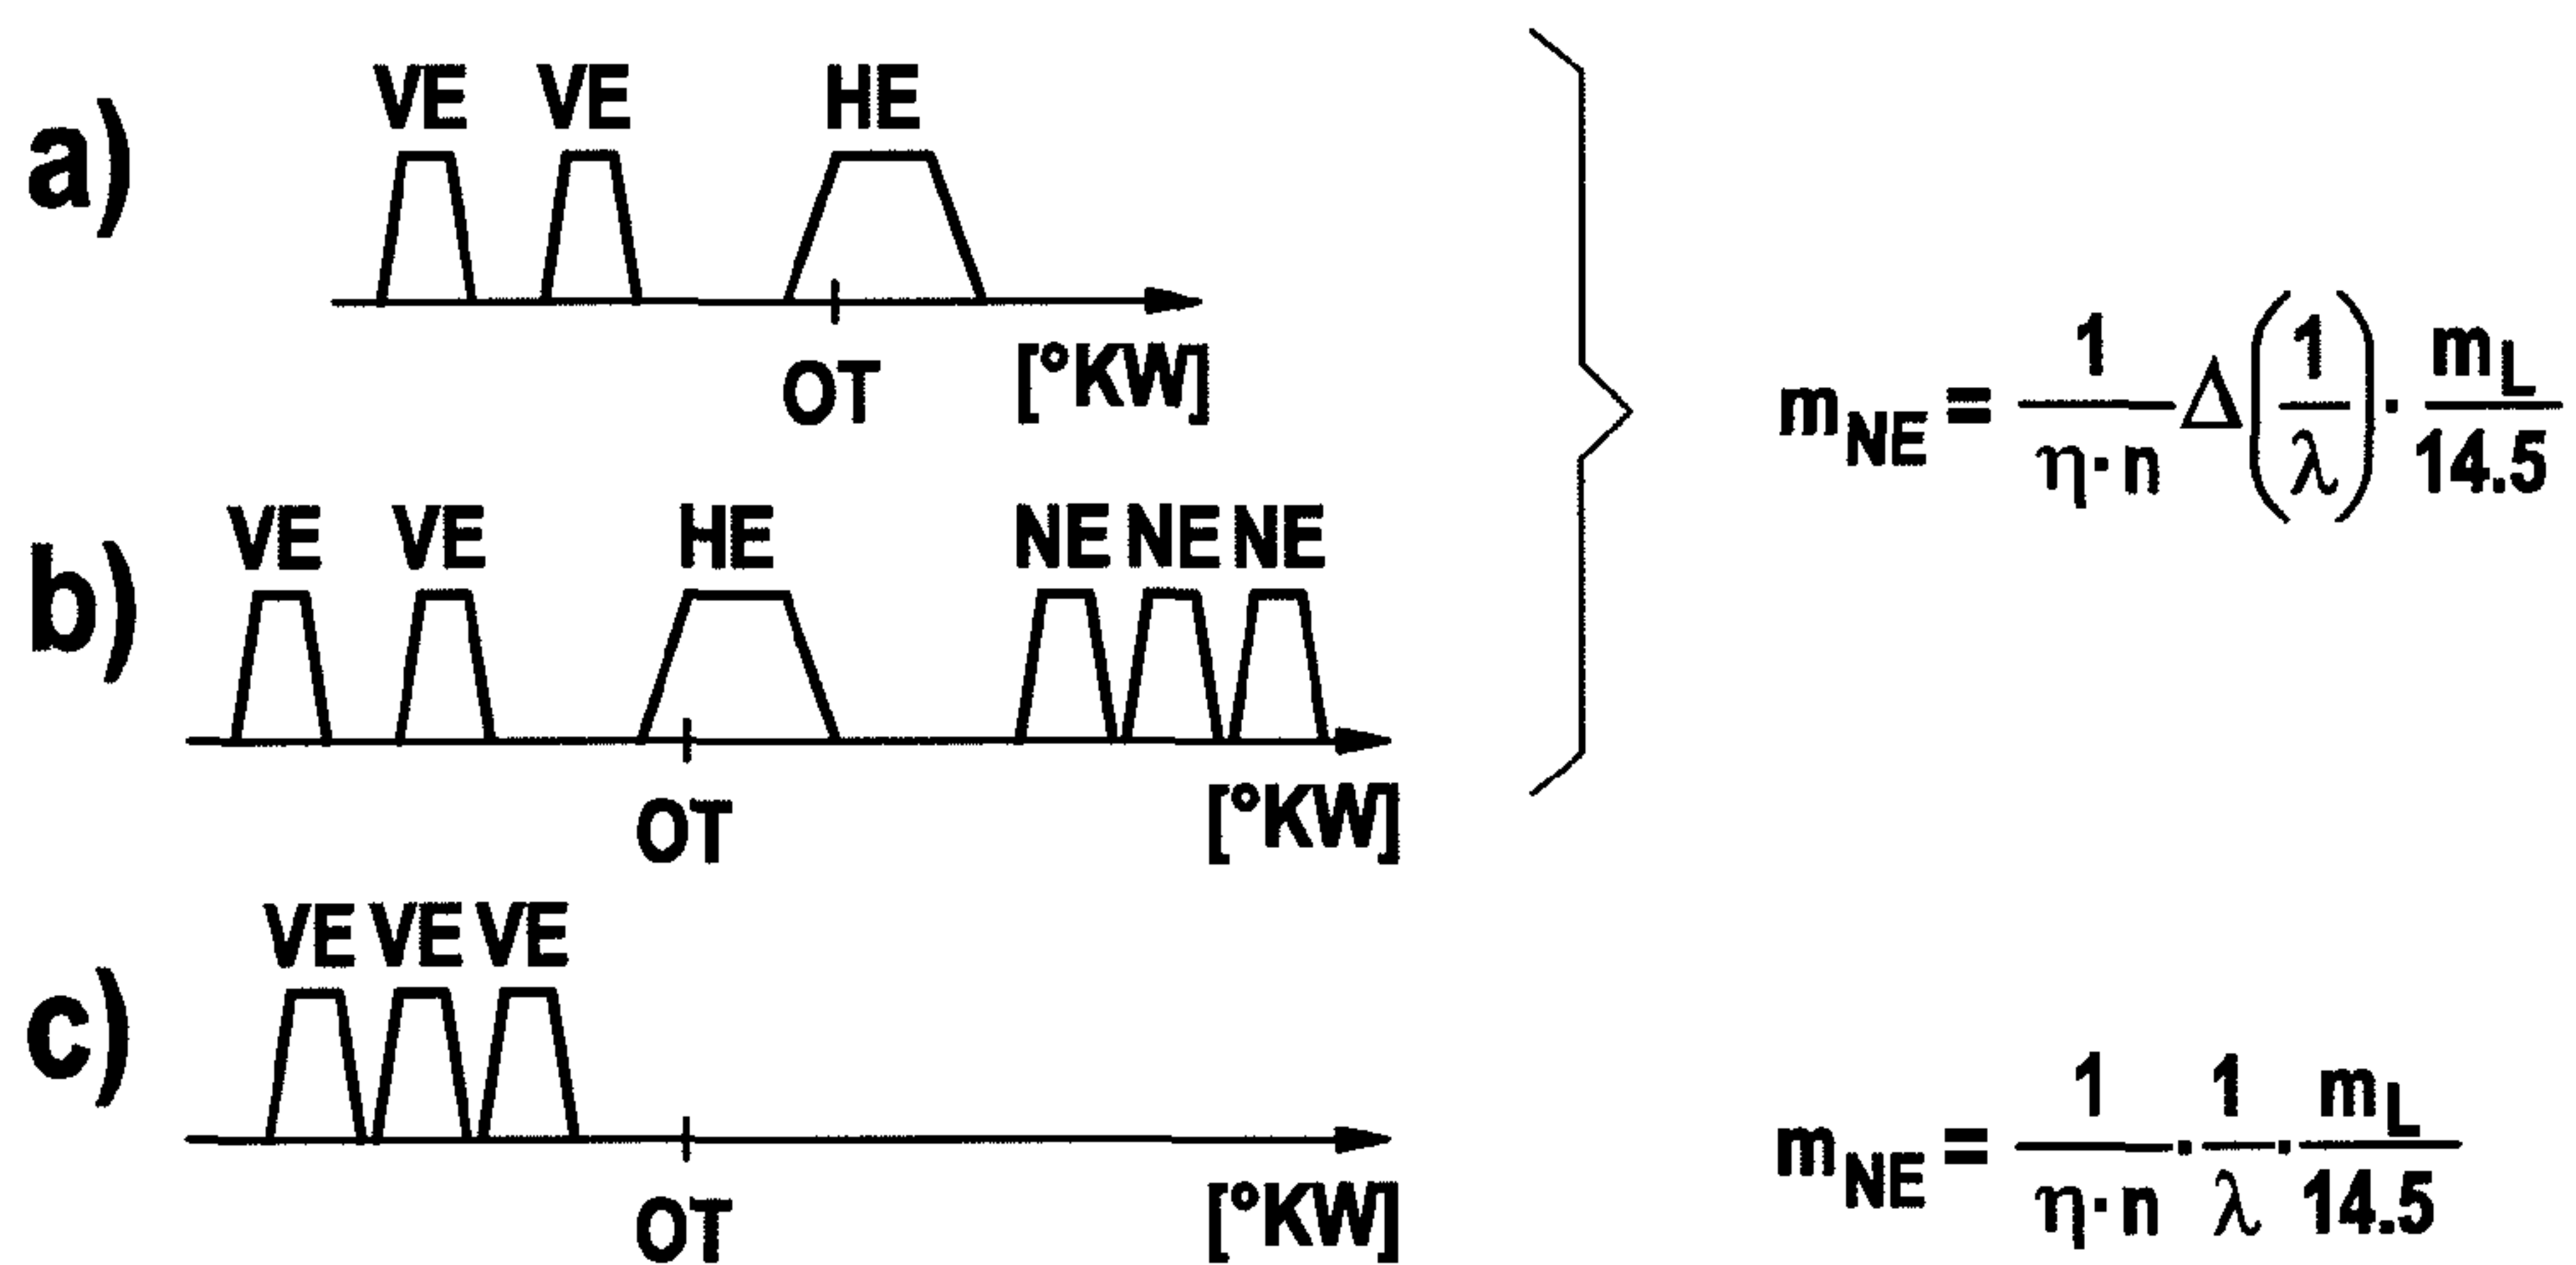 a)
VE VE HE
OT [°KW]
b)
VE VE HE NE NE NE
OT [°KW]
m_NE = 1/(η·n) Δ(1/λ) · m_L/14.5
c)
VE VE VE
OT [°KW]
m_NE = 1/(η·n) · 1/λ · m_L/14.5